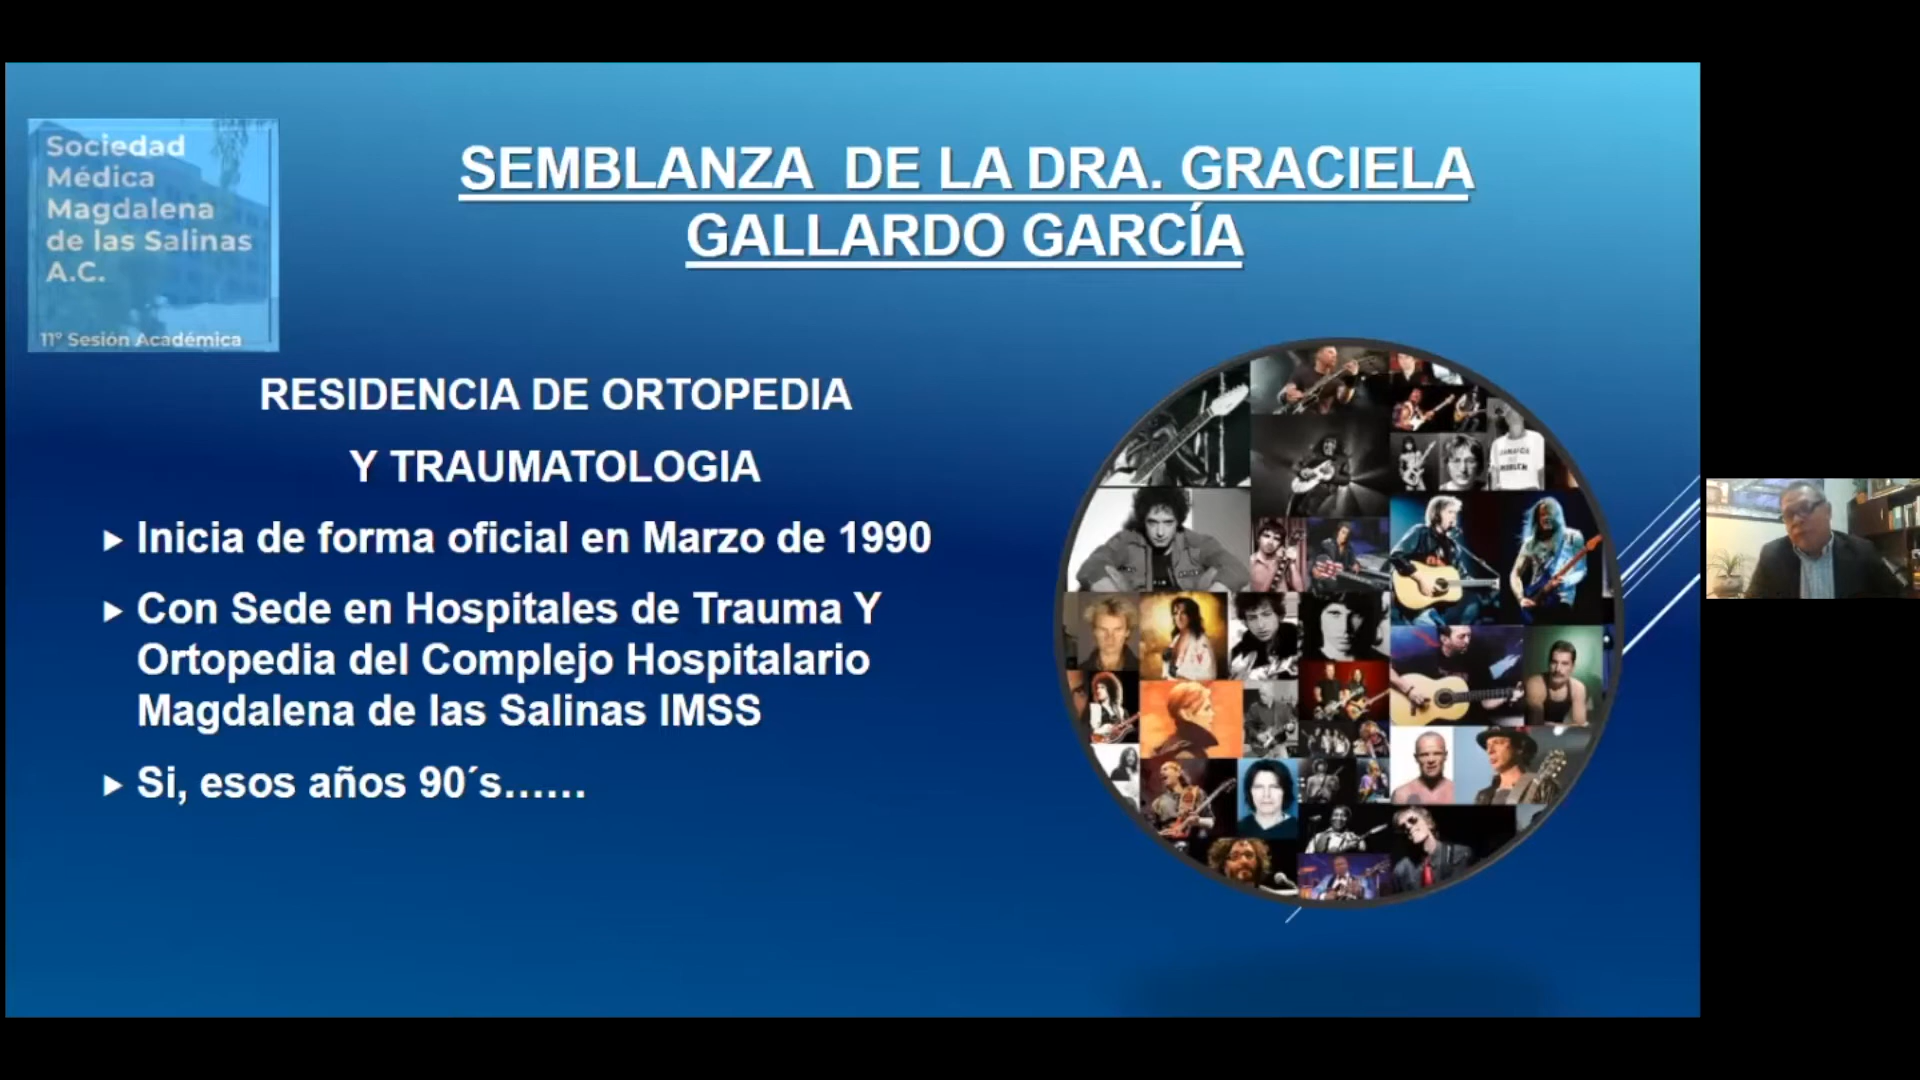 Sociedad
Médica
Magdalena
de las Salinas
A.C.
11° Sesión Académica
SEMBLANZA DE LA DRA. GRACIELA
GALLARDO GARCÍA
RESIDENCIA DE ORTOPEDIA
Y TRAUMATOLOGIA
Inicia de forma oficial en Marzo de 1990
Con Sede en Hospitales de Trauma Y
Ortopedia del Complejo Hospitalario
Magdalena de las Salinas IMSS
Si, esos años 90´s......